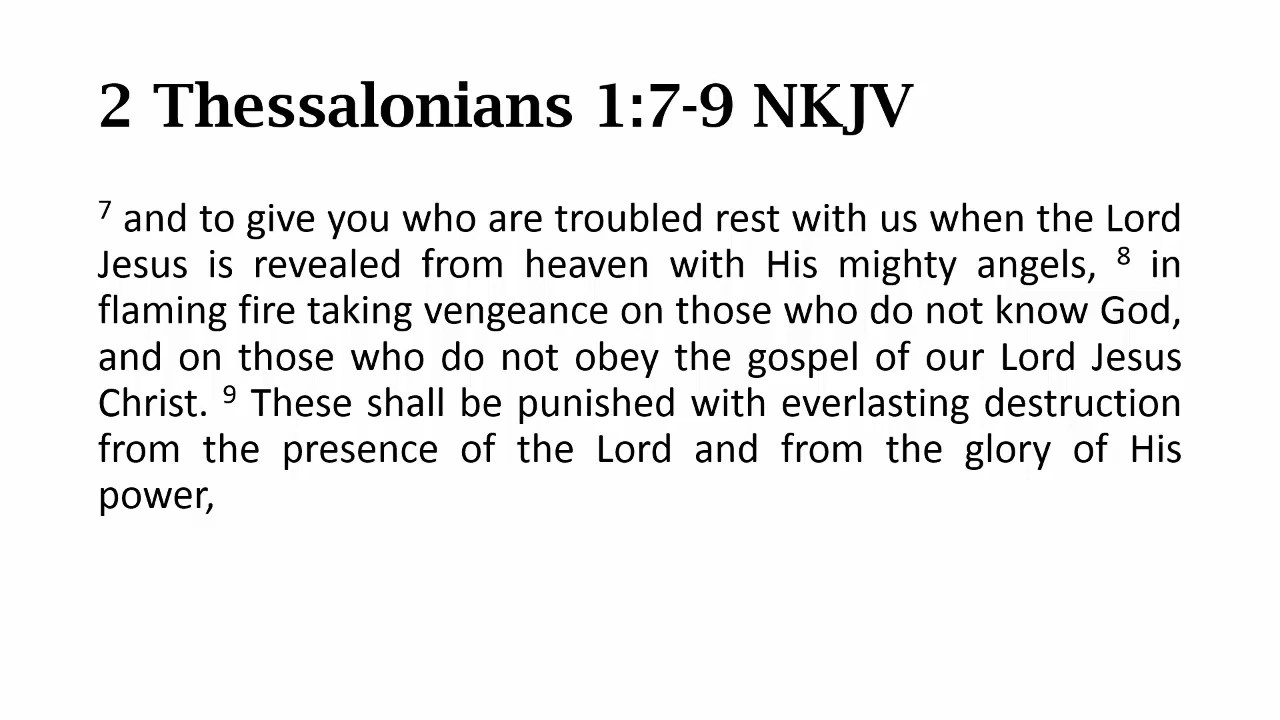 2 Thessalonians 1:7-9 NKJV
⁷ and to give you who are troubled rest with us when the Lord
Jesus is revealed from heaven with His mighty angels, ⁸ in
flaming fire taking vengeance on those who do not know God,
and on those who do not obey the gospel of our Lord Jesus
Christ. ⁹ These shall be punished with everlasting destruction
from the presence of the Lord and from the glory of His
power,